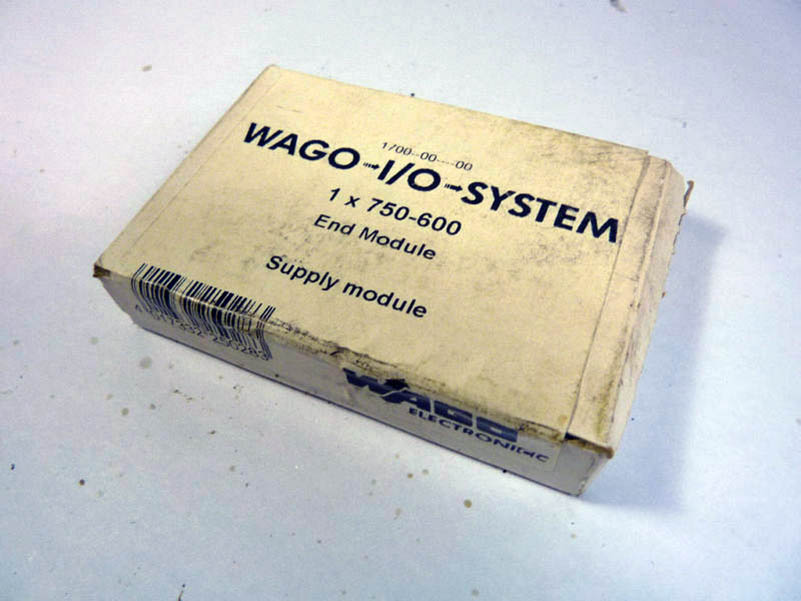 1/00--00-----00
WAGO I/O SYSTEM
1 x 750-600
End Module
Supply module
WAGO
ELECTRONIC